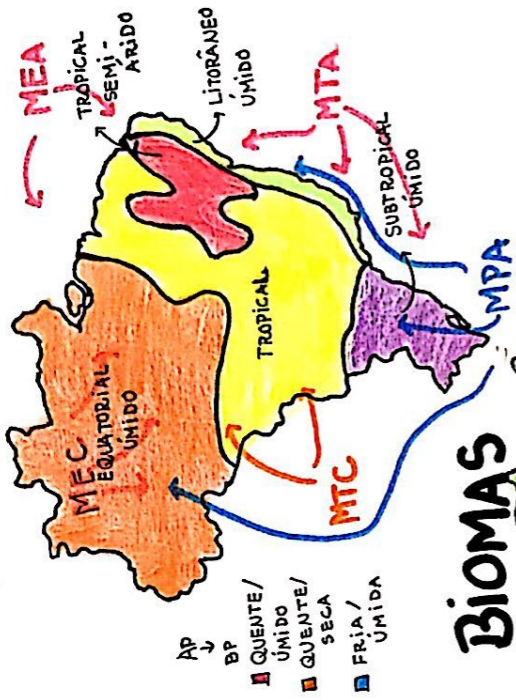 MEA
TROPICAL
SEMI-
ÁRIDO
LITORÂNEO
ÚMIDO
MTA
SUBTROPICAL
ÚMIDO
MPA
TROPICAL
MEC
EQUATORIAL
ÚMIDO
MTC
AP
↓
BP
QUENTE/
ÚMIDO
QUENTE/
SECA
FRIA/
ÚMIDA
BIOMAS